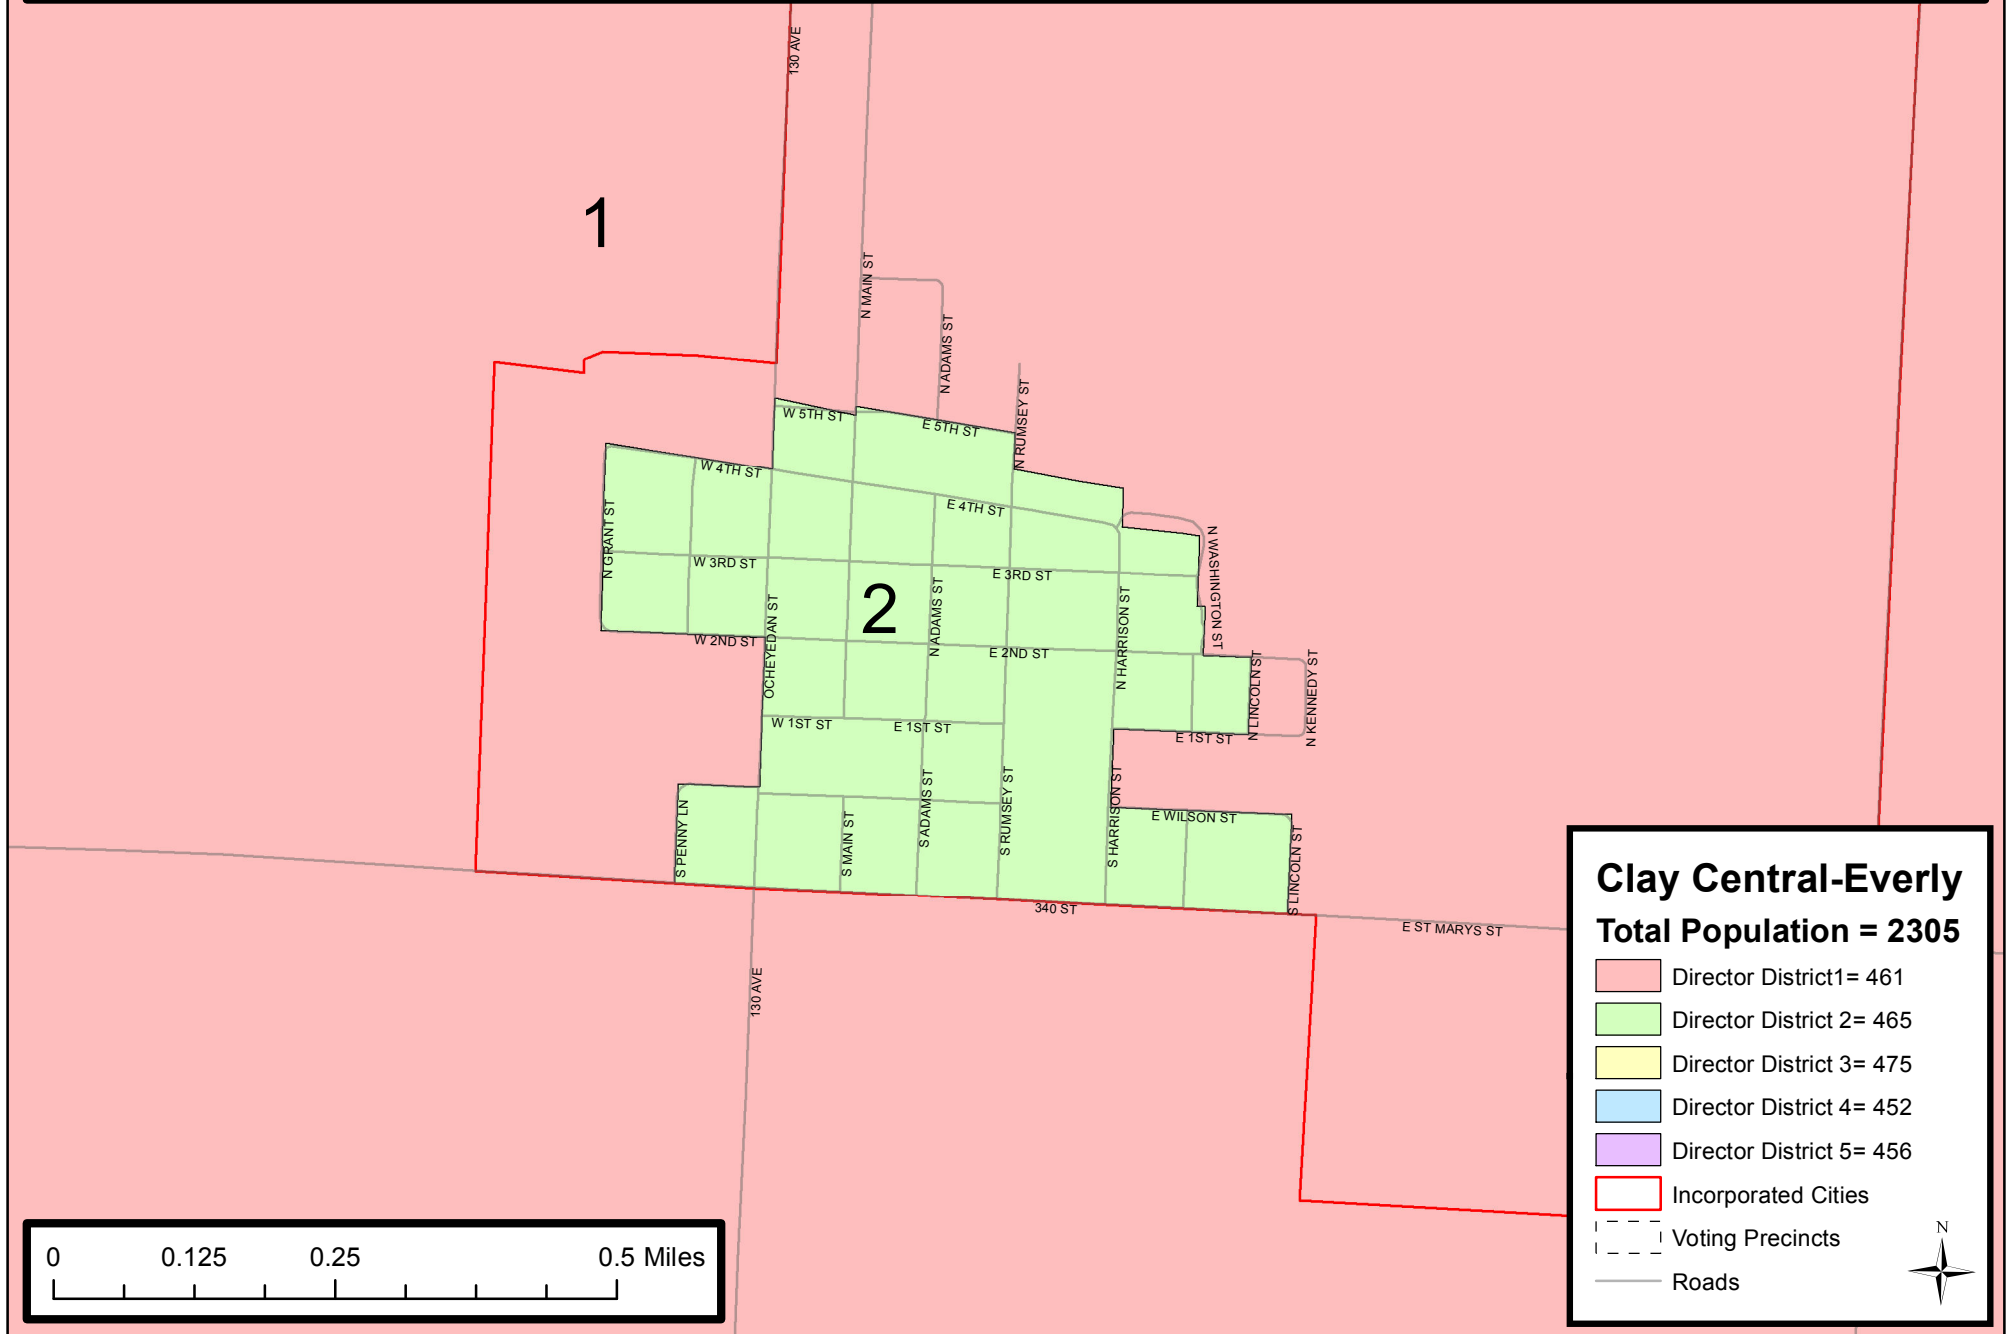 130 AVE
1
N MAIN ST
N ADAMS ST
N RUMSEY ST
W 5TH ST
E 5TH ST
W 4TH ST
E 4TH ST
N GRANT ST
N WASHINGTON ST
W 3RD ST
E 3RD ST
2
OCHEYEDAN ST
N ADAMS ST
N HARRISON ST
W 2ND ST
E 2ND ST
N LINCOLN ST
N KENNEDY ST
W 1ST ST
E 1ST ST
E 1ST ST
S PENNY LN
S MAIN ST
S ADAMS ST
S RUMSEY ST
S HARRISON ST
E WILSON ST
S LINCOLN ST
340 ST
E ST MARYS ST
130 AVE
Clay Central-Everly
Total Population = 2305
Director District1= 461
Director District 2= 465
Director District 3= 475
Director District 4= 452
Director District 5= 456
Incorporated Cities
Voting Precincts
Roads
N
0 0.125 0.25 0.5 Miles